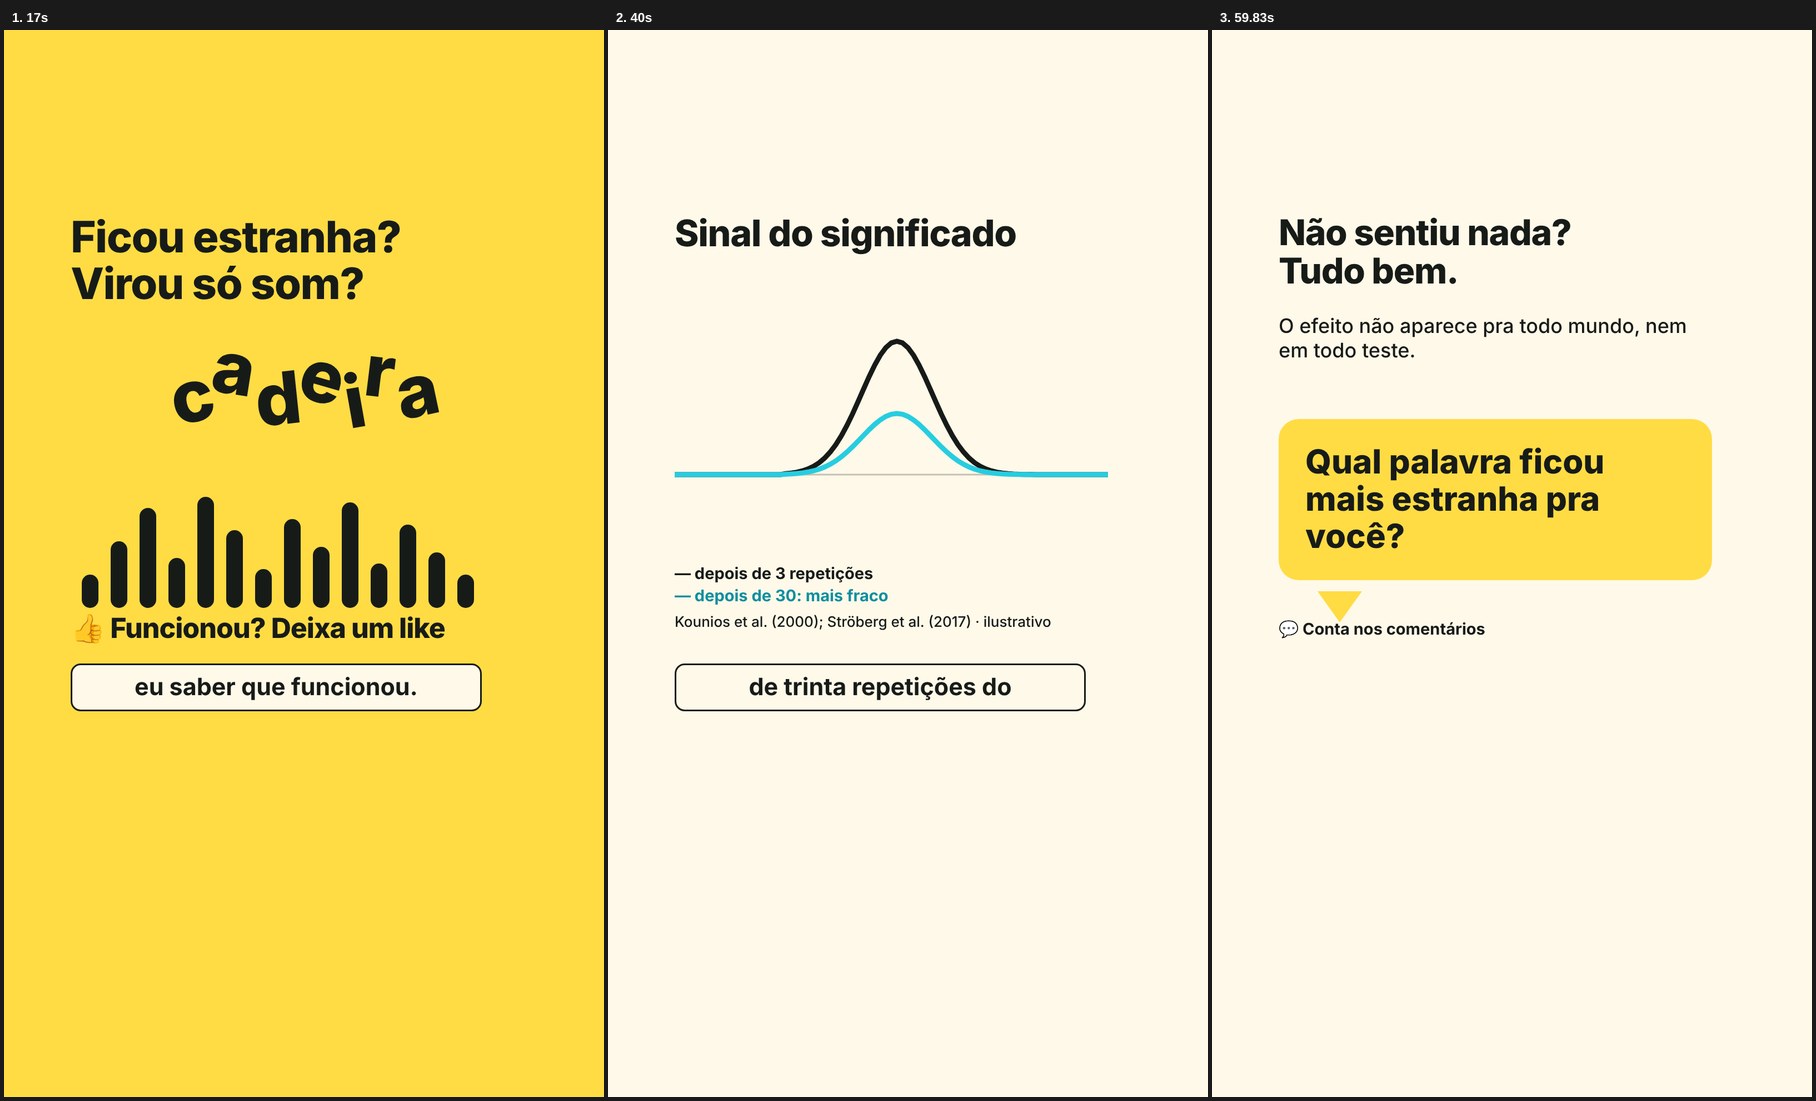 1. 17s
Ficou estranha?
Virou só som?
cadeira
👍 Funcionou? Deixa um like
eu saber que funcionou.
2. 40s
Sinal do significado
— depois de 3 repetições
— depois de 30: mais fraco
Kounios et al. (2000); Ströberg et al. (2017) · ilustrativo
de trinta repetições do
3. 59.83s
Não sentiu nada?
Tudo bem.
O efeito não aparece pra todo mundo, nem
em todo teste.
Qual palavra ficou
mais estranha pra
você?
💬 Conta nos comentários